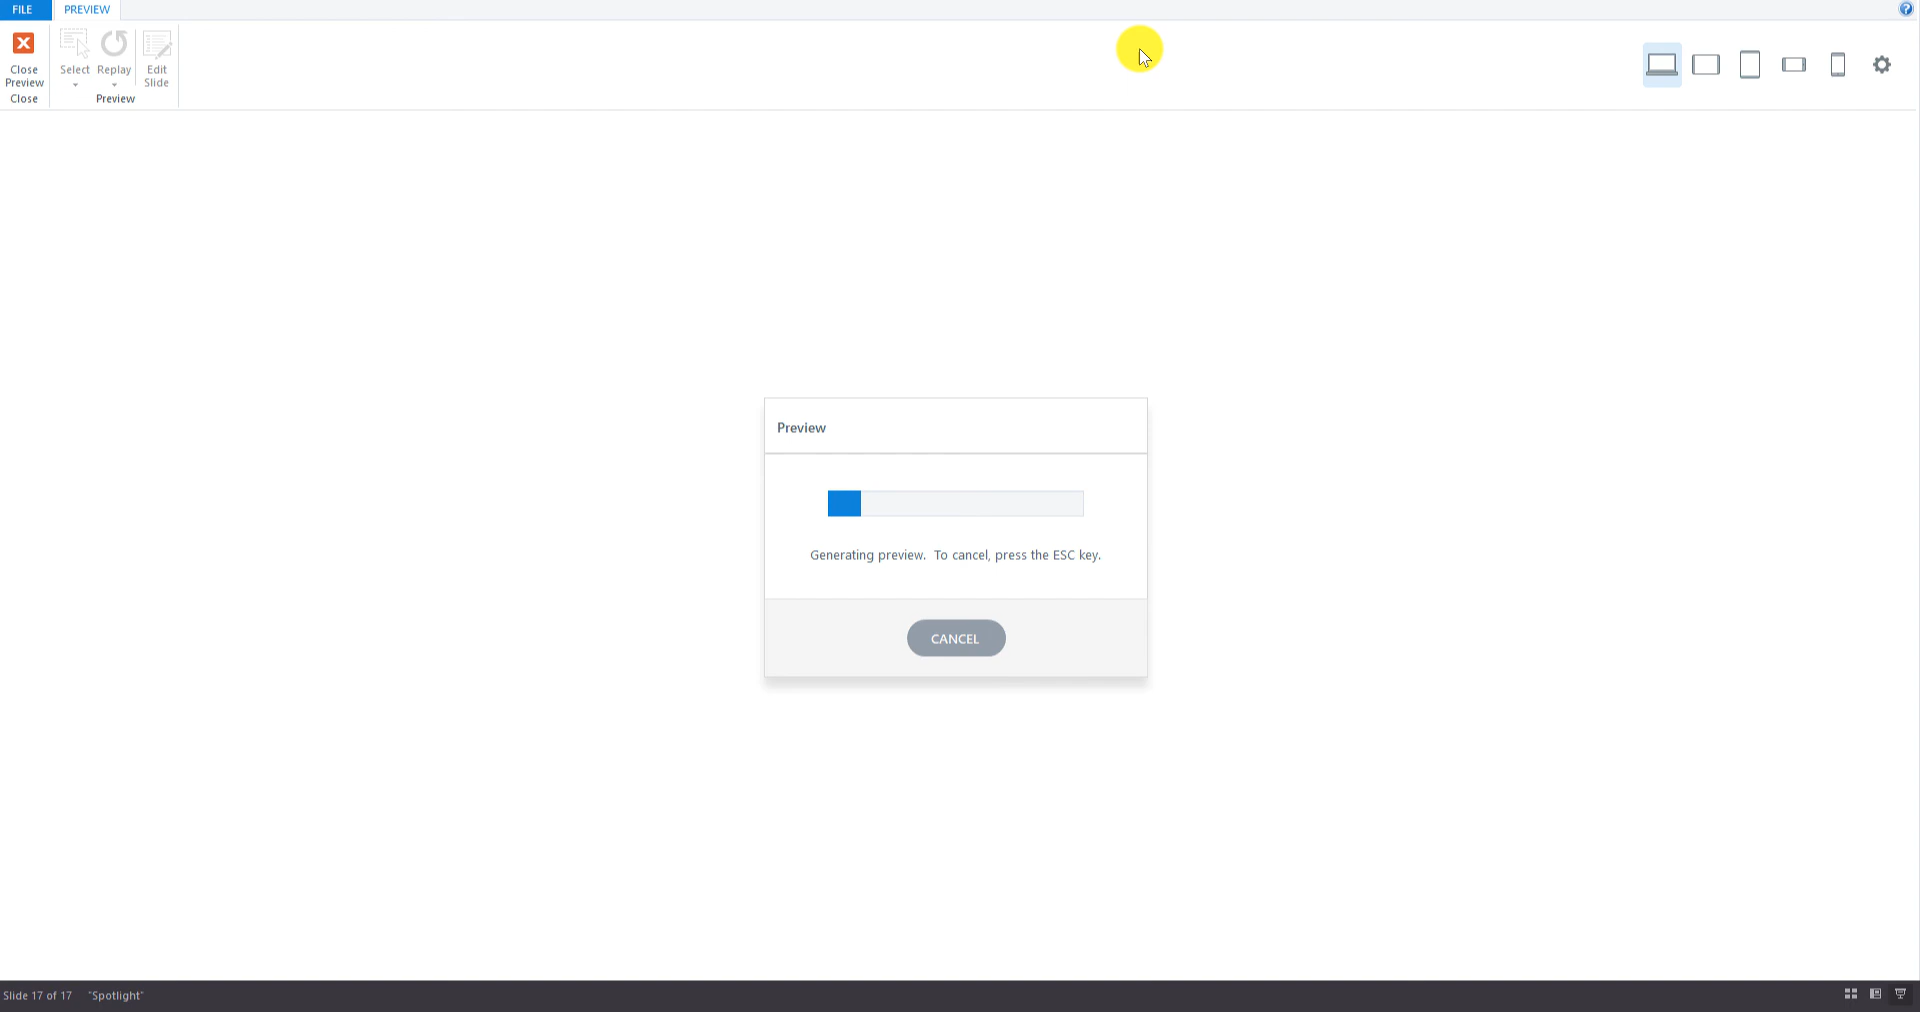 FILE PREVIEW
Close Preview Select Replay Edit Slide
Close Preview
Preview
Generating preview.  To cancel, press the ESC key.
CANCEL
Slide 17 of 17 "Spotlight"